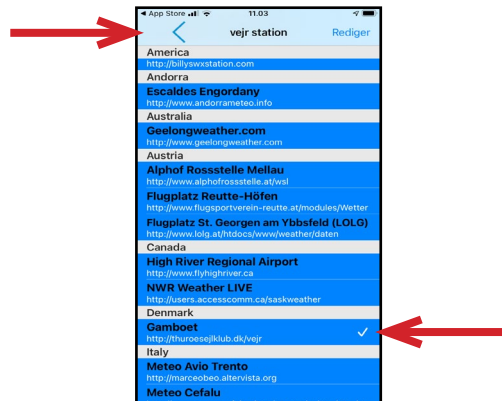 App Store 11.03
vejr station Rediger
America
http://billyswxstation.com
Andorra
Escaldes Engordany
http://www.andorrameteo.info
Australia
Geelongweather.com
http://www.geelongweather.com
Austria
Alphof Rossstelle Mellau
http://www.alphofrossstelle.at/wsl
Flugplatz Reutte-Höfen
http://www.flugsportverein-reutte.at/modules/Wetter
Flugplatz St. Georgen am Ybbsfeld (LOLG)
http://www.lolg.at/htdocs/www/weather/daten
Canada
High River Regional Airport
http://www.flyhighriver.ca
NWR Weather LIVE
http://users.accesscomm.ca/saskweather
Denmark
Gamboet
http://thuroesejlklub.dk/vejr
Italy
Meteo Avio Trento
http://marceobeo.altervista.org
Meteo Cefalu